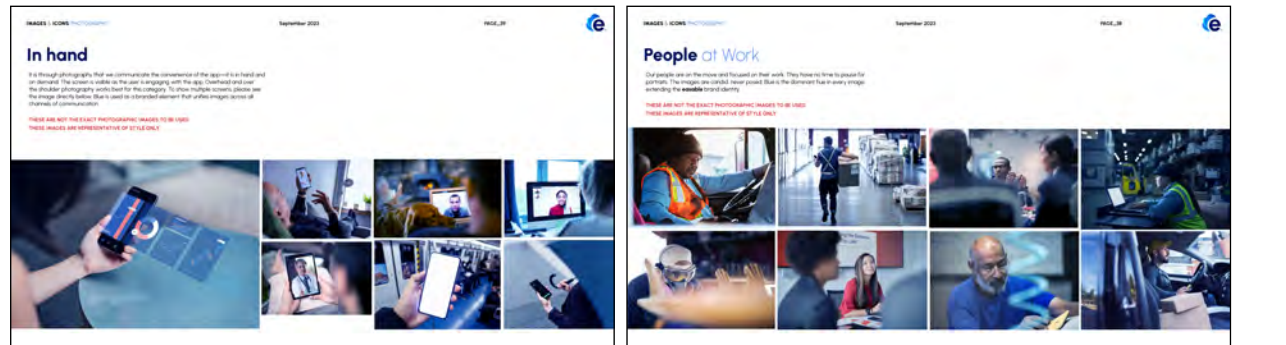 IMAGES | ICONS PHOTOGRAPHY
September 2023
PAGE_39
e
In hand
It is through photography that we communicate the convenience of the app—it is in hand and
on demand. The screen is visible as the user is engaging with the app. Overhead and over
the shoulder photography works best for this category. To show multiple screens, please see
the image directly below. Blue is used as a branded element that unifies images across all
channels of communication.
THESE ARE NOT THE EXACT PHOTOGRAPHIC IMAGES TO BE USED
THESE IMAGES ARE REPRESENTATIVE OF STYLE ONLY
IMAGES | ICONS PHOTOGRAPHY
September 2023
PAGE_38
e
People at Work
Our people are on the move and focused on their work. They have no time to pause for
portraits. The images are candid, never posed. Blue is the dominant hue in every image
extending the easable brand identity.
THESE ARE NOT THE EXACT PHOTOGRAPHIC IMAGES TO BE USED
THESE IMAGES ARE REPRESENTATIVE OF STYLE ONLY